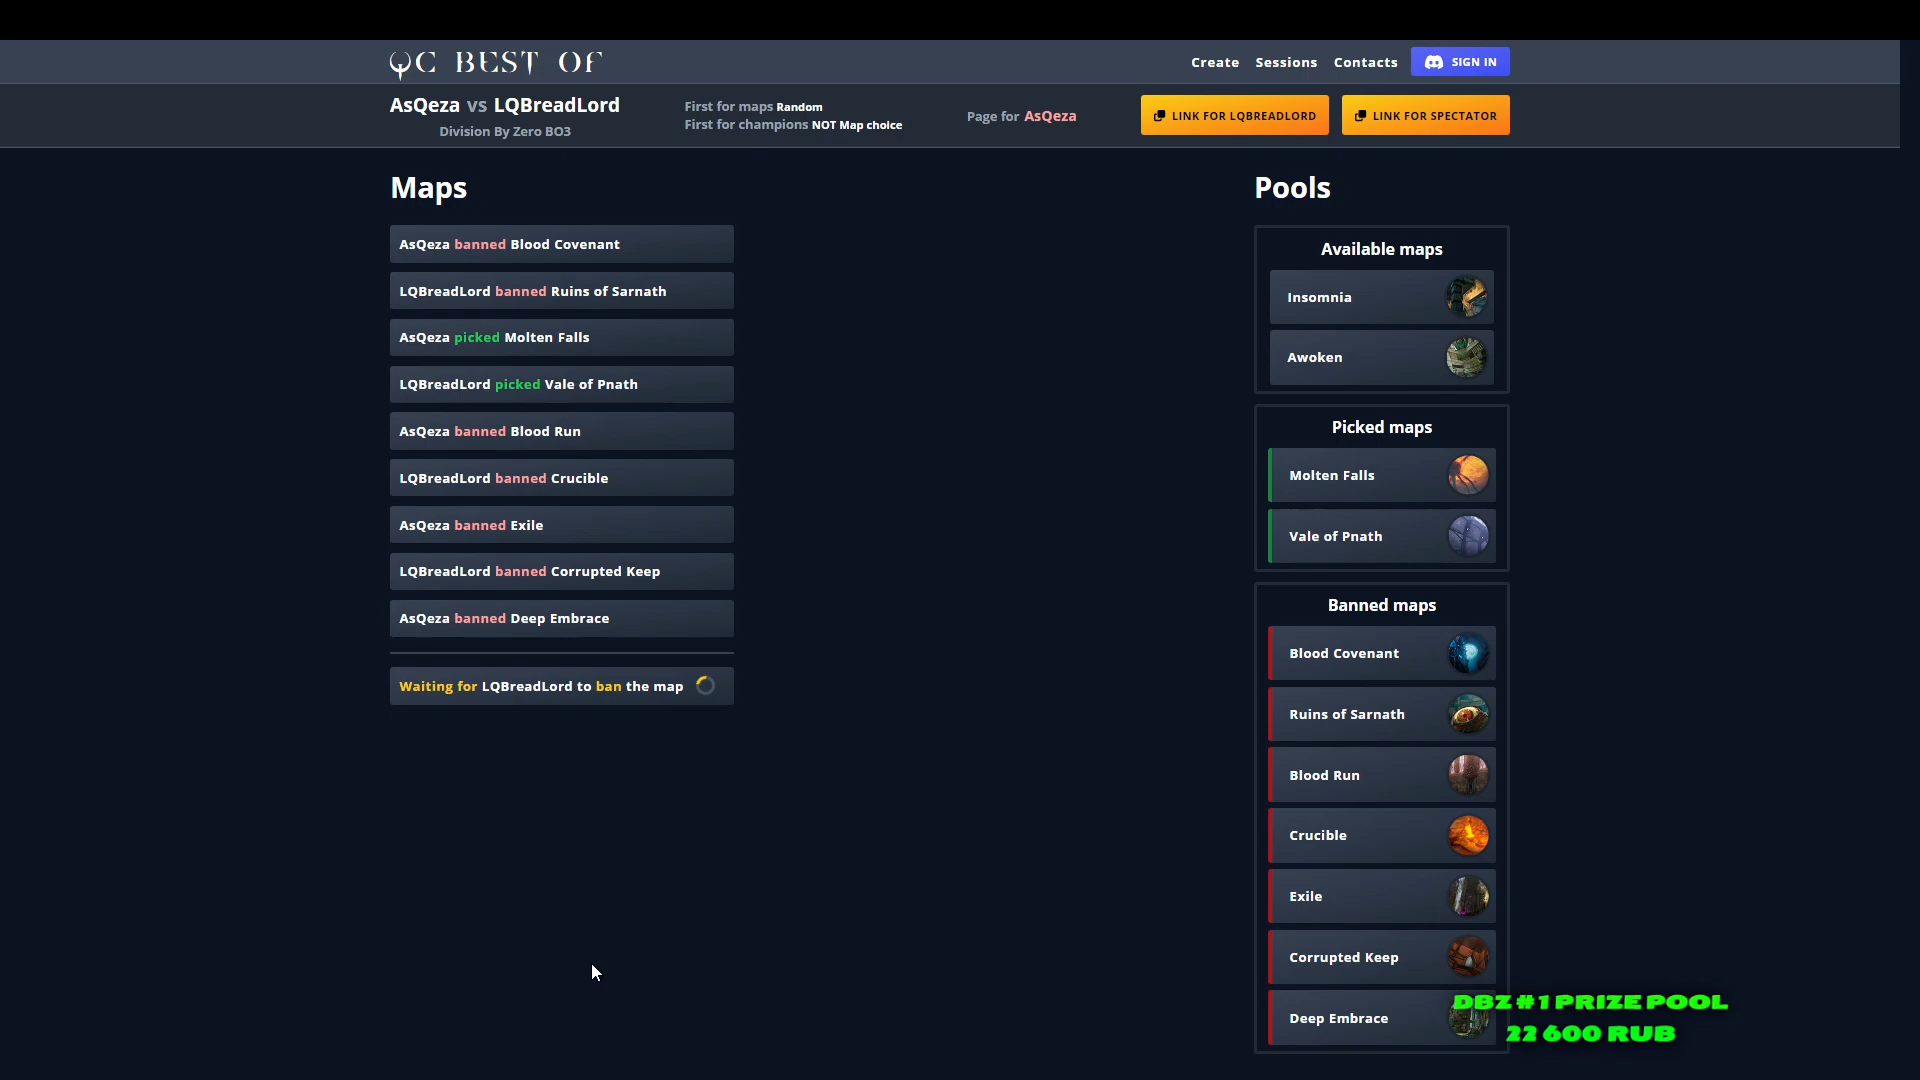 QC BEST OF
Create Sessions Contacts SIGN IN
AsQeza vs LQBreadLord
Division By Zero BO3
First for maps Random
First for champions NOT Map choice
Page for AsQeza
LINK FOR LQBREADLORD
LINK FOR SPECTATOR
Maps
AsQeza banned Blood Covenant
LQBreadLord banned Ruins of Sarnath
AsQeza picked Molten Falls
LQBreadLord picked Vale of Pnath
AsQeza banned Blood Run
LQBreadLord banned Crucible
AsQeza banned Exile
LQBreadLord banned Corrupted Keep
AsQeza banned Deep Embrace
Waiting for LQBreadLord to ban the map
Pools
Available maps
Insomnia
Awoken
Picked maps
Molten Falls
Vale of Pnath
Banned maps
Blood Covenant
Ruins of Sarnath
Blood Run
Crucible
Exile
Corrupted Keep
Deep Embrace
DBZ #1 PRIZE POOL
22 600 RUB